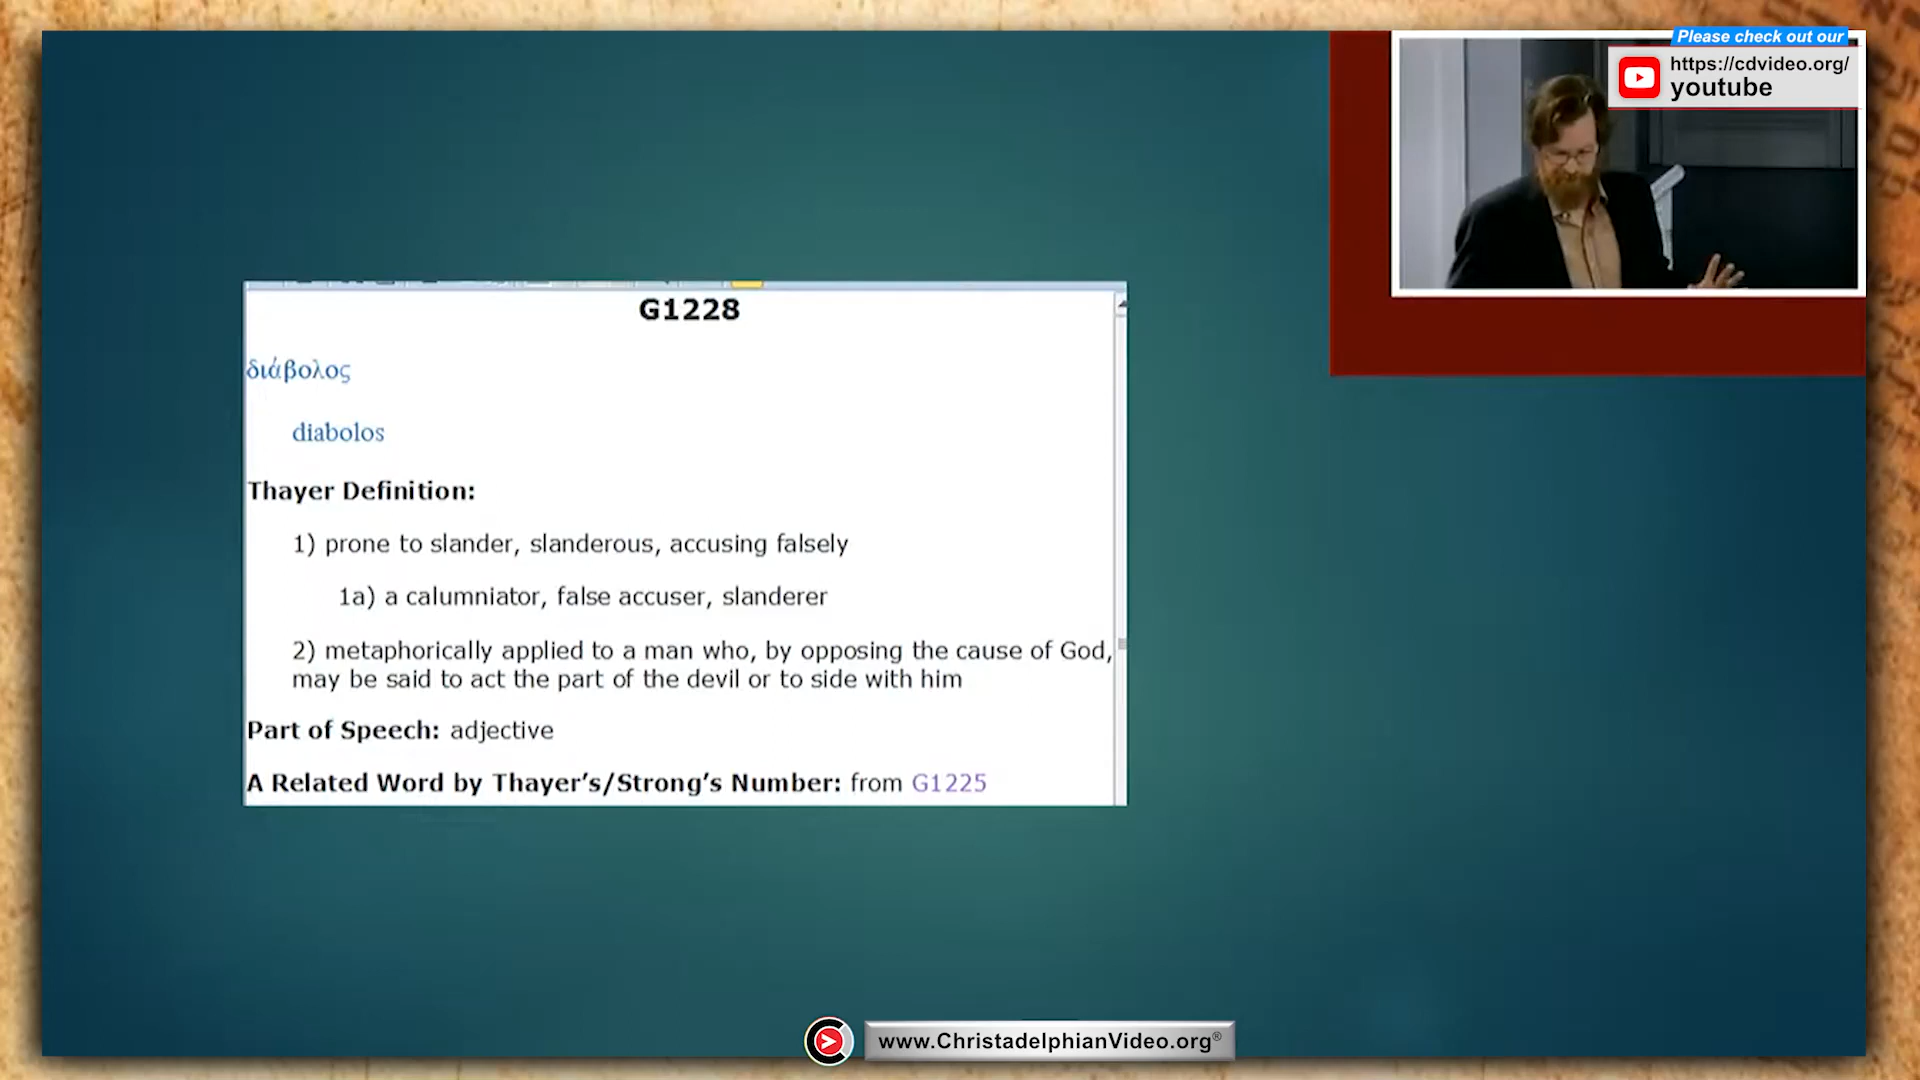 Please check out our
https://cdvideo.org/
youtube
G1228
διάβολος
diabolos
Thayer Definition:
1) prone to slander, slanderous, accusing falsely
1a) a calumniator, false accuser, slanderer
2) metaphorically applied to a man who, by opposing the cause of God,
may be said to act the part of the devil or to side with him
Part of Speech: adjective
A Related Word by Thayer’s/Strong’s Number: from G1225
www.ChristadelphianVideo.org®